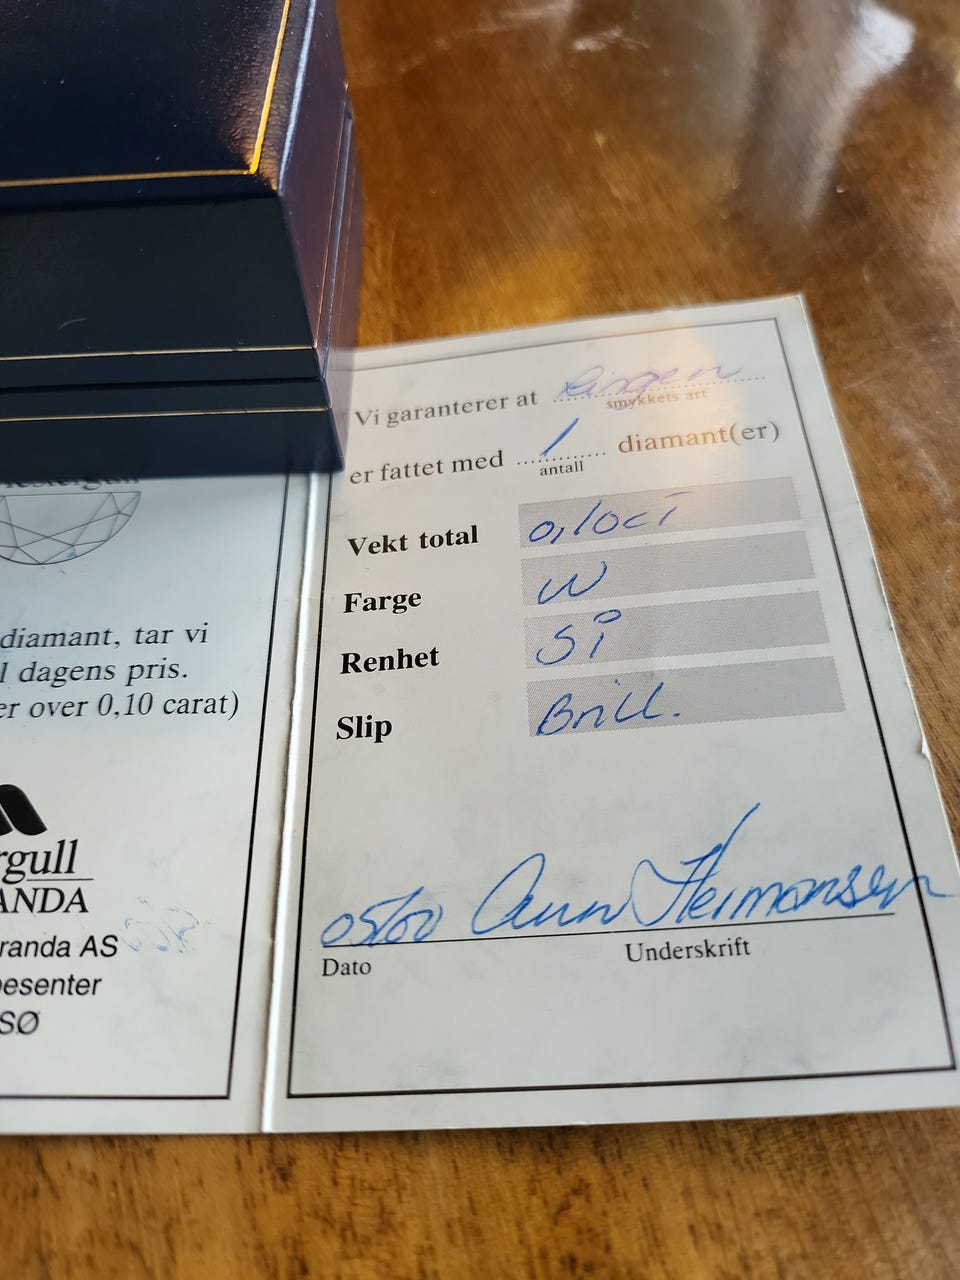 diamant, tar vi
l dagens pris.
er over 0,10 carat)
rgull
ANDA
randa AS
esenter
SØ
Vi garanterer at Ringen
smykkets art
er fattet med 1 diamant(er)
antall
Vekt total 0,10ct
Farge W
Renhet Si
Slip Brill.
05/00 Ann Hermansen
Dato Underskrift